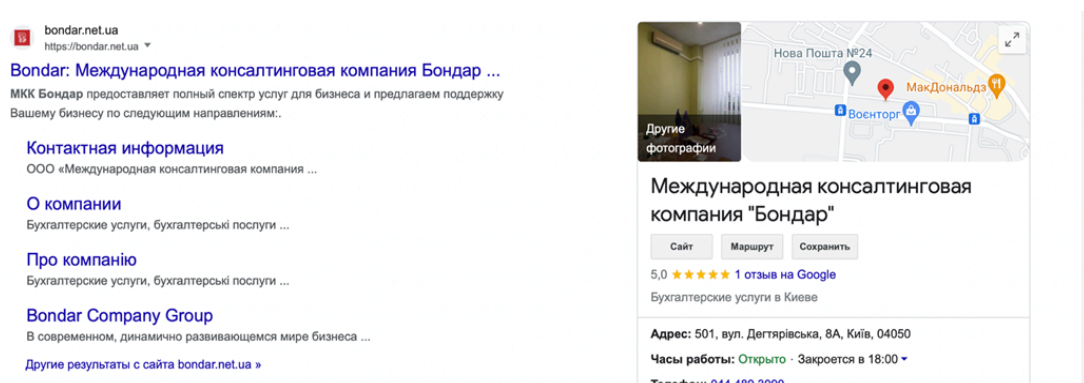 bondar.net.ua
https://bondar.net.ua
Bondar: Международная консалтинговая компания Бондар ...
МКК Бондар предоставляет полный спектр услуг для бизнеса и предлагаем поддержку
Вашему бизнесу по следующим направлениям:.
Контактная информация
ООО «Международная консалтинговая компания ...
О компании
Бухгалтерские услуги, бухгалтерські послуги ...
Про компанію
Бухгалтерские услуги, бухгалтерські послуги ...
Bondar Company Group
В современном, динамично развивающемся мире бизнеса ...
Другие результаты с сайта bondar.net.ua »
Другие
фотографии
Нова Пошта №24
МакДональдз
Воєнторг
Международная консалтинговая
компания "Бондар"
Сайт
Маршрут
Сохранить
5,0 ★★★★★ 1 отзыв на Google
Бухгалтерские услуги в Киеве
Адрес: 501, вул. Дегтярівська, 8А, Київ, 04050
Часы работы: Открыто · Закроется в 18:00